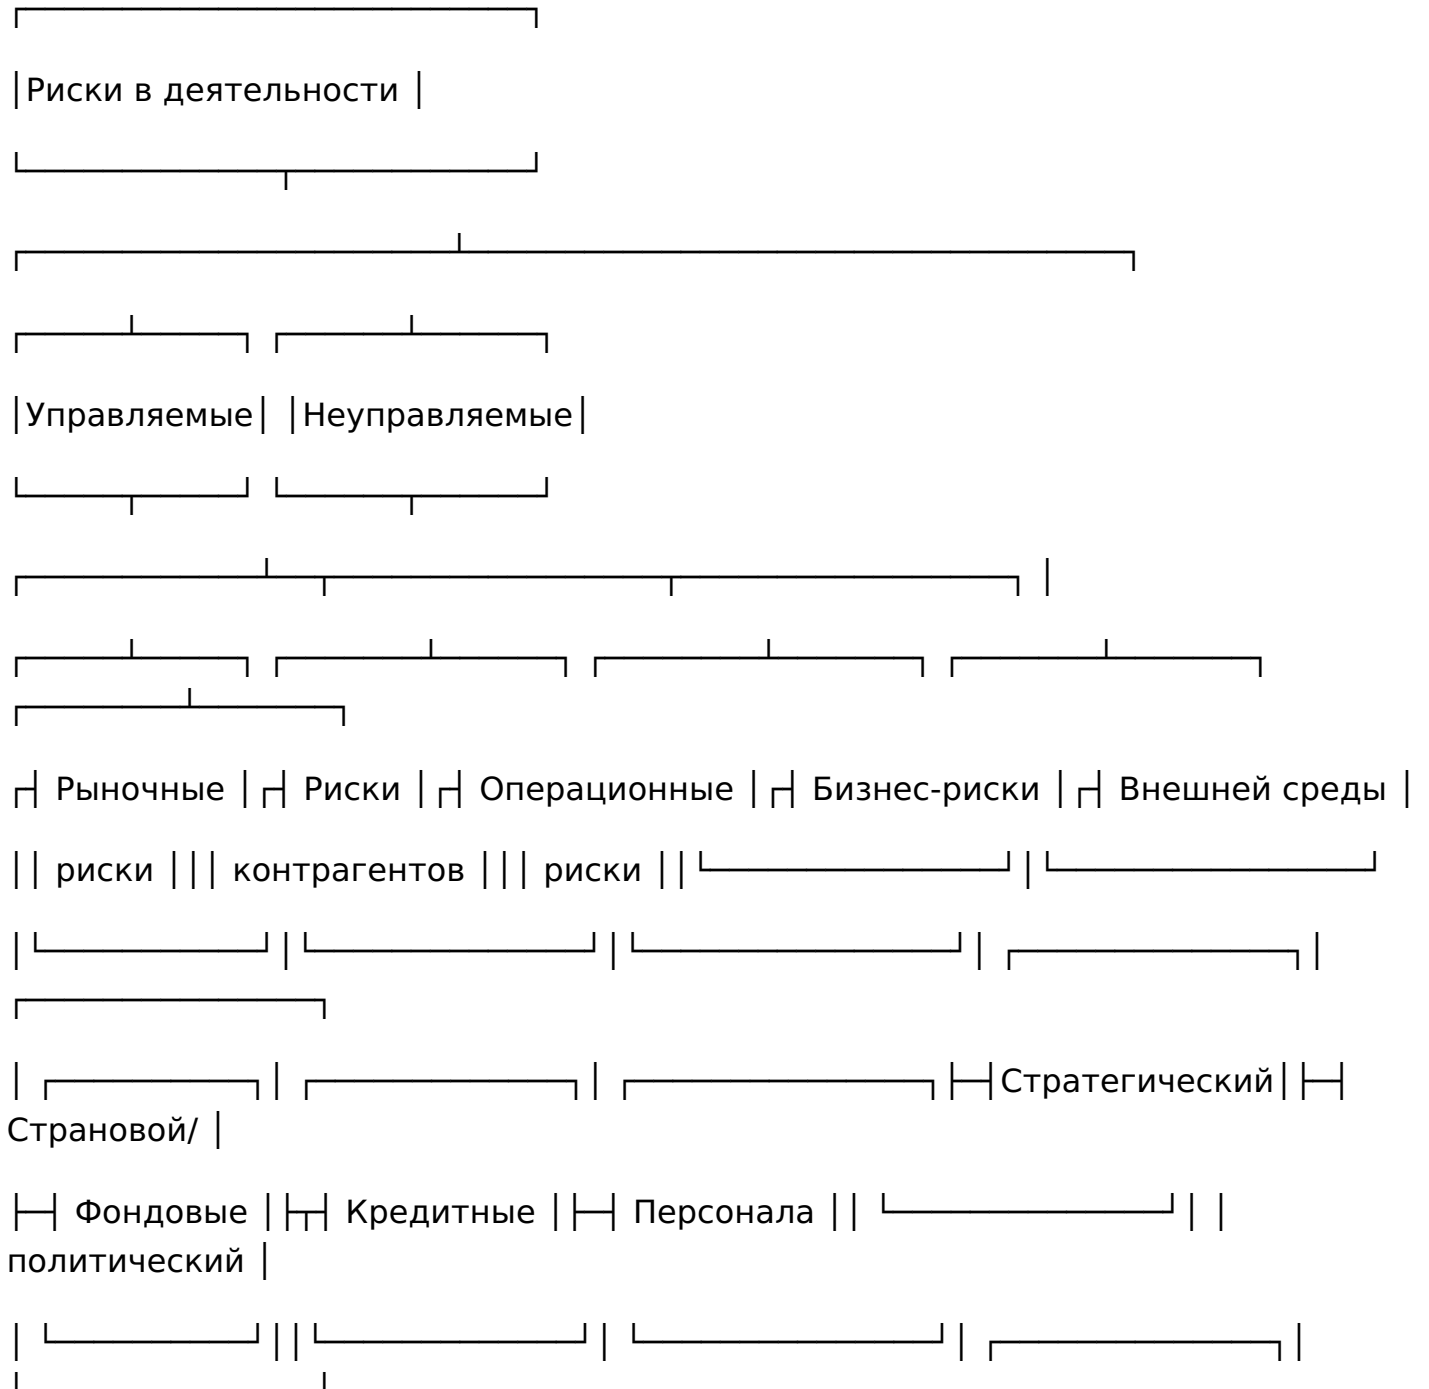 Риски в деятельности
Управляемые Неуправляемые
Рыночные Риски Операционные Бизнес-риски Внешней среды
риски контрагентов риски
Стратегический
Страновой/
Фондовые Кредитные Персонала
политический